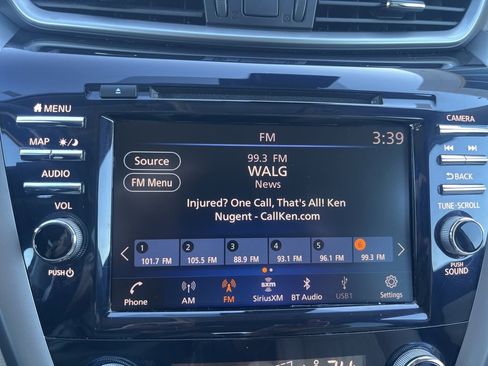 MENU
CAMERA
MAP
FM
3:39
Source
99.3 FM
WALG
News
FM Menu
AUDIO
BACK
VOL
TUNE·SCROLL
Injured? One Call, That's All! Ken
Nugent - CallKen.com
1 2 3 4 5 6
101.7 FM 105.5 FM 88.9 FM 93.1 FM 96.1 FM 99.3 FM
PUSH
PUSH
SOUND
sxm
Phone AM FM SiriusXM BT Audio USB1 Settings